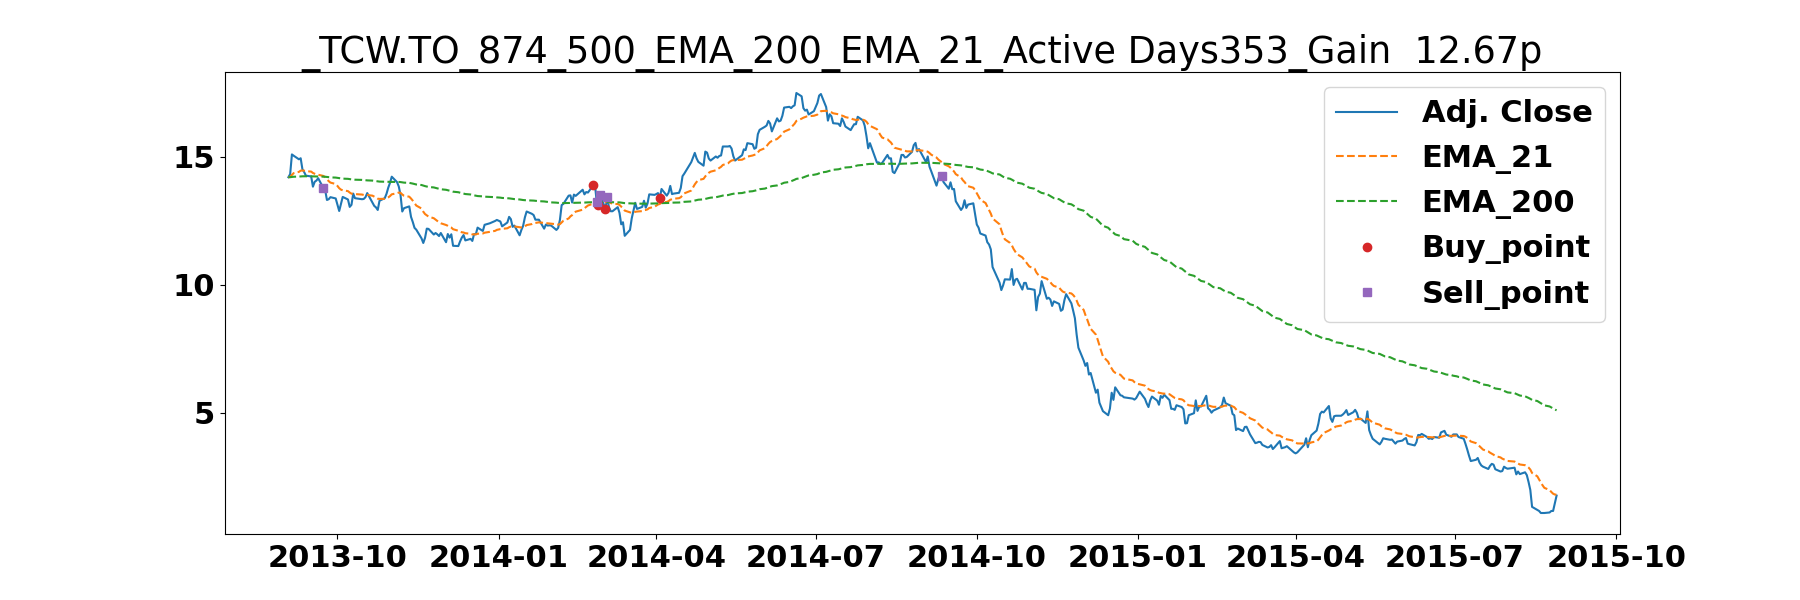 _TCW.TO_874_500_EMA_200_EMA_21_Active Days353_Gain  12.67p
Adj. Close
EMA_21
EMA_200
Buy_point
Sell_point
15
10
5
2013-10 2014-01 2014-04 2014-07 2014-10 2015-01 2015-04 2015-07 2015-10